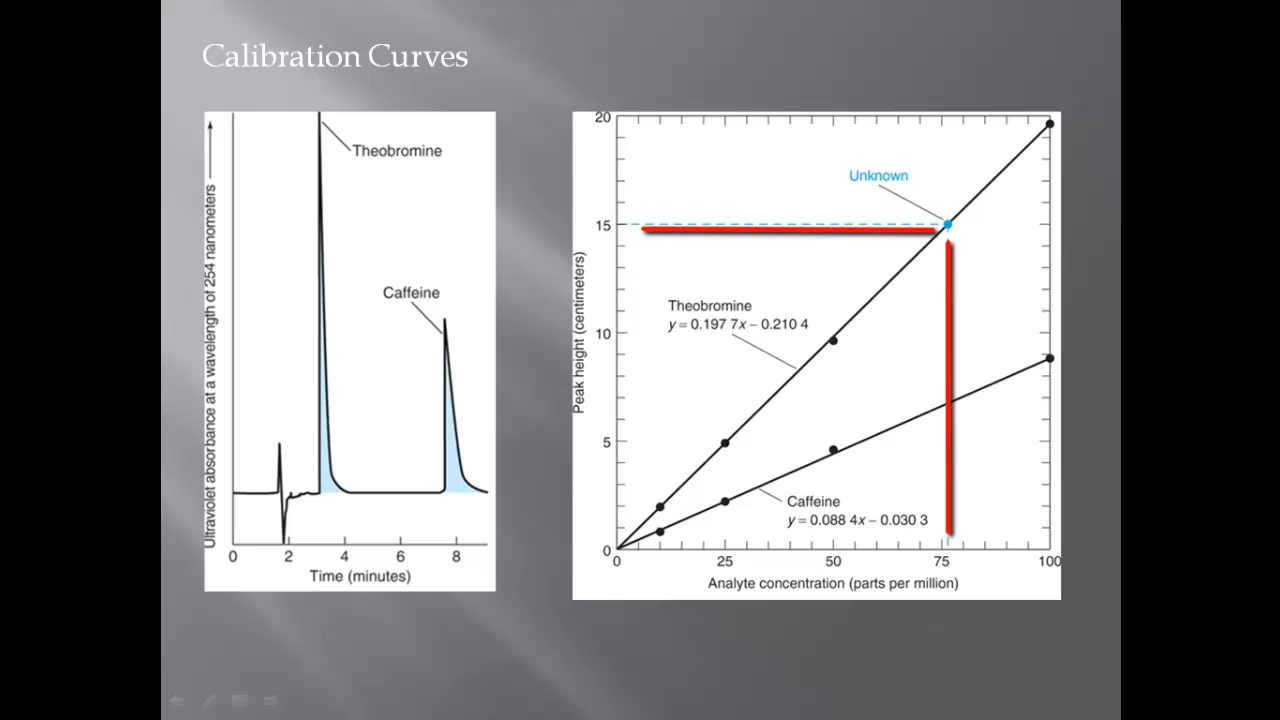 Calibration Curves
Ultraviolet absorbance at a wavelength of 254 nanometers
Theobromine
Caffeine
0 2 4 6 8
Time (minutes)
Peak height (centimeters)
20
15
10
5
0
Unknown
Theobromine
y = 0.197 7x − 0.210 4
Caffeine
y = 0.088 4x − 0.030 3
0 25 50 75 100
Analyte concentration (parts per million)